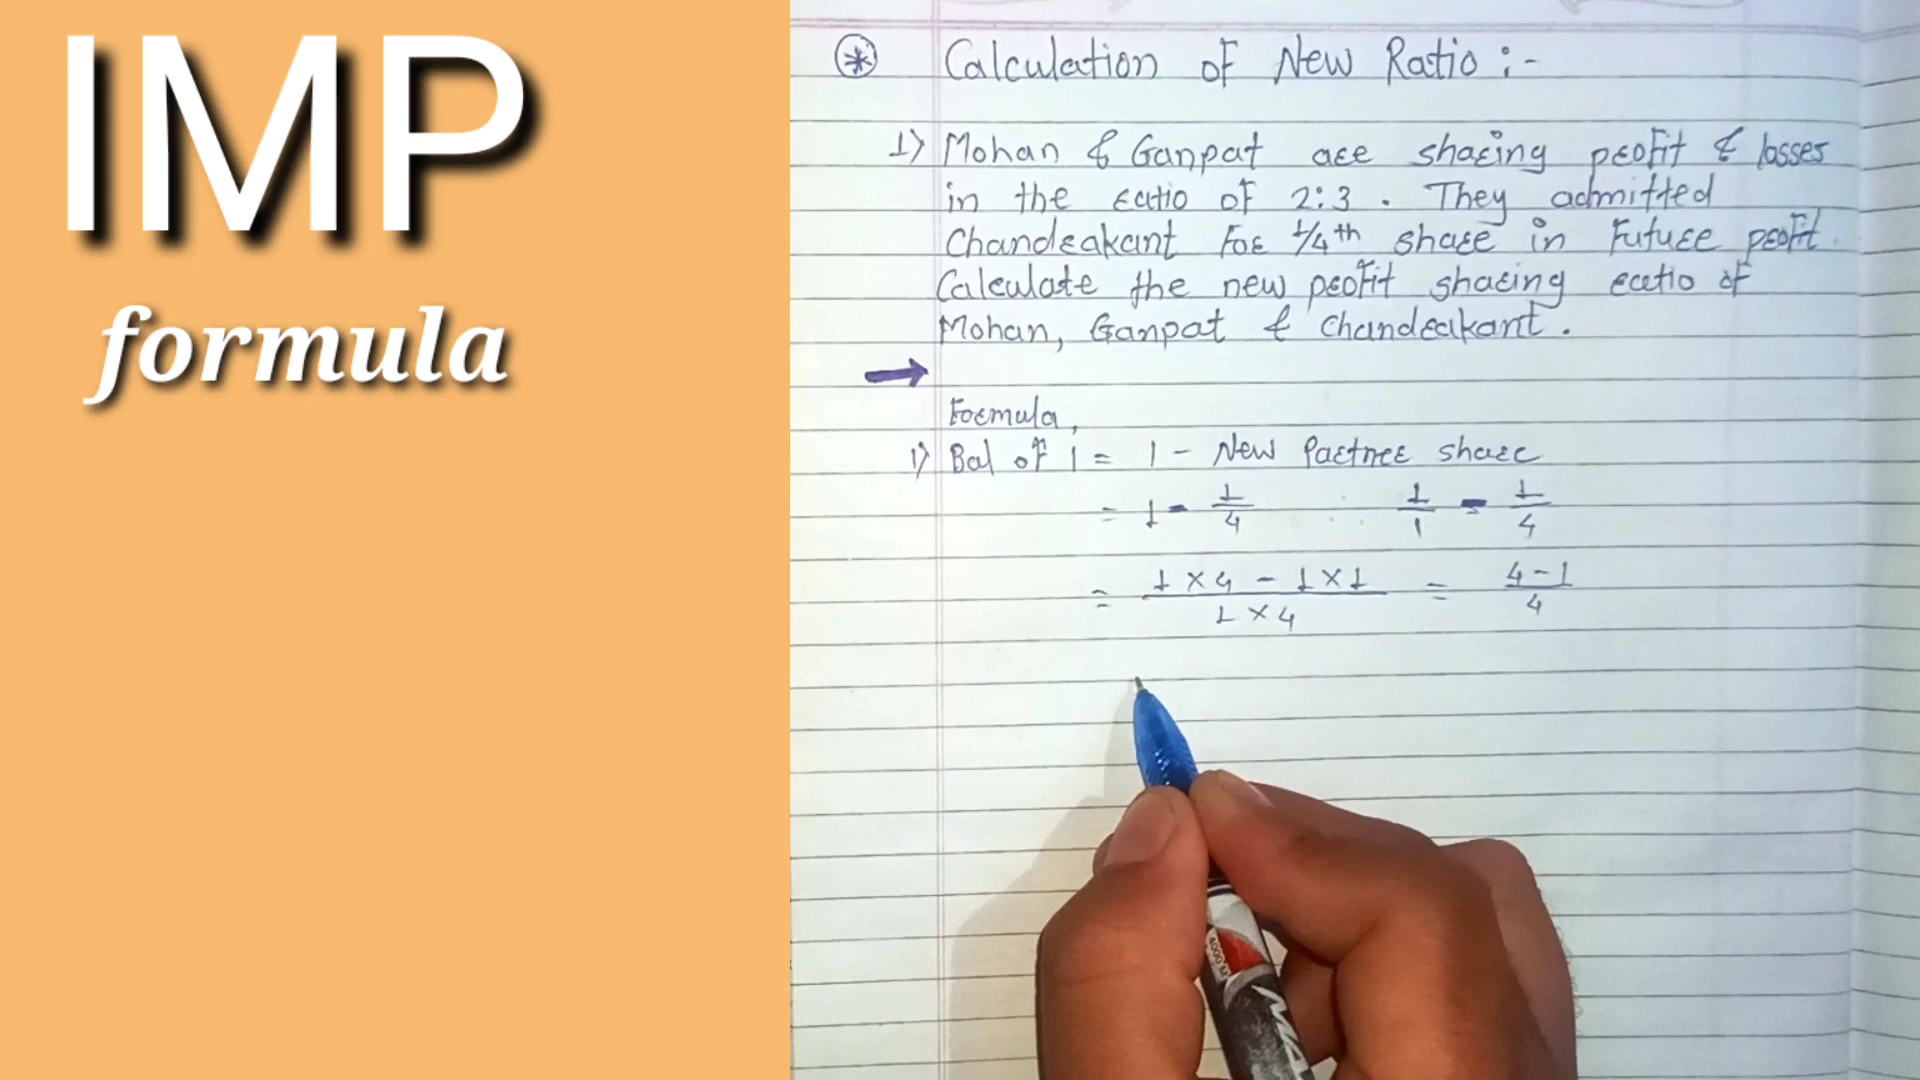 IMP
formula
Calculation of New Ratio :-
1) Mohan & Ganpat are sharing profit & losses
in the ratio of 2:3 . They admitted
Chandrakant For 1/4th share in Future profit.
Calculate the new profit sharing ratio of
Mohan, Ganpat & Chandrakant .
Formula,
1) Bal of 1 = 1 - New Partner share
= 1 - 1/4 1/1 - 1/4
= 1 × 4 - 1 × 1 / 1 × 4 = 4 - 1 / 4
4000 M